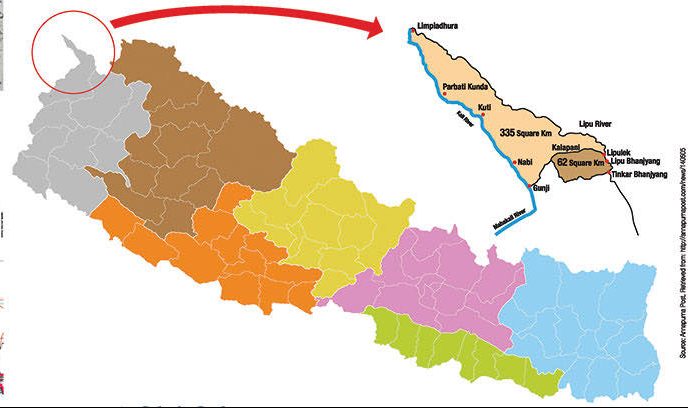 Limpiadhura
Parbati Kunda
Kuti
Kali River
Lipu River
335 Square Km
Kalapani
Lipulek
62 Square Km
Lipu Bhanjyang
Nabi
Tinkar Bhanjyang
Gunji
Mahakali River
Source: Annapurna Post. Retrieved from: http://annapurnapost.com/news/140905